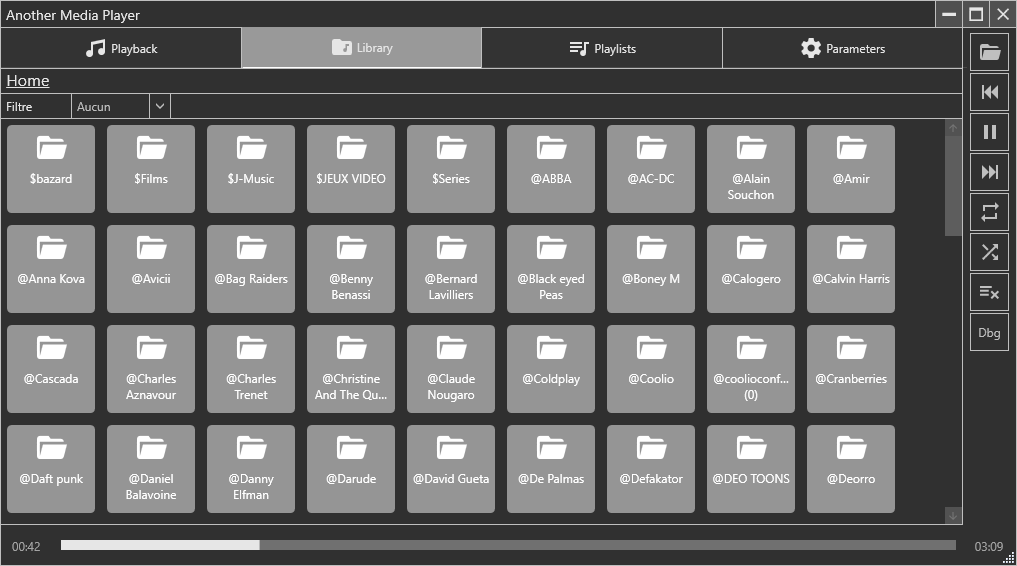 Another Media Player
Playback
Library
Playlists
Parameters
Home
Filtre
Aucun
$bazard
$Films
$J-Music
$JEUX VIDEO
$Series
@ABBA
@AC-DC
@Alain
Souchon
@Amir
@Anna Kova
@Avicii
@Bag Raiders
@Benny
Benassi
@Bernard
Lavilliers
@Black eyed
Peas
@Boney M
@Calogero
@Calvin Harris
@Cascada
@Charles
Aznavour
@Charles
Trenet
@Christine
And The Qu...
@Claude
Nougaro
@Coldplay
@Coolio
@coolioconf...
(0)
@Cranberries
@Daft punk
@Daniel
Balavoine
@Danny
Elfman
@Darude
@David Gueta
@De Palmas
@Defakator
@DEO TOONS
@Deorro
Dbg
00:42
03:09